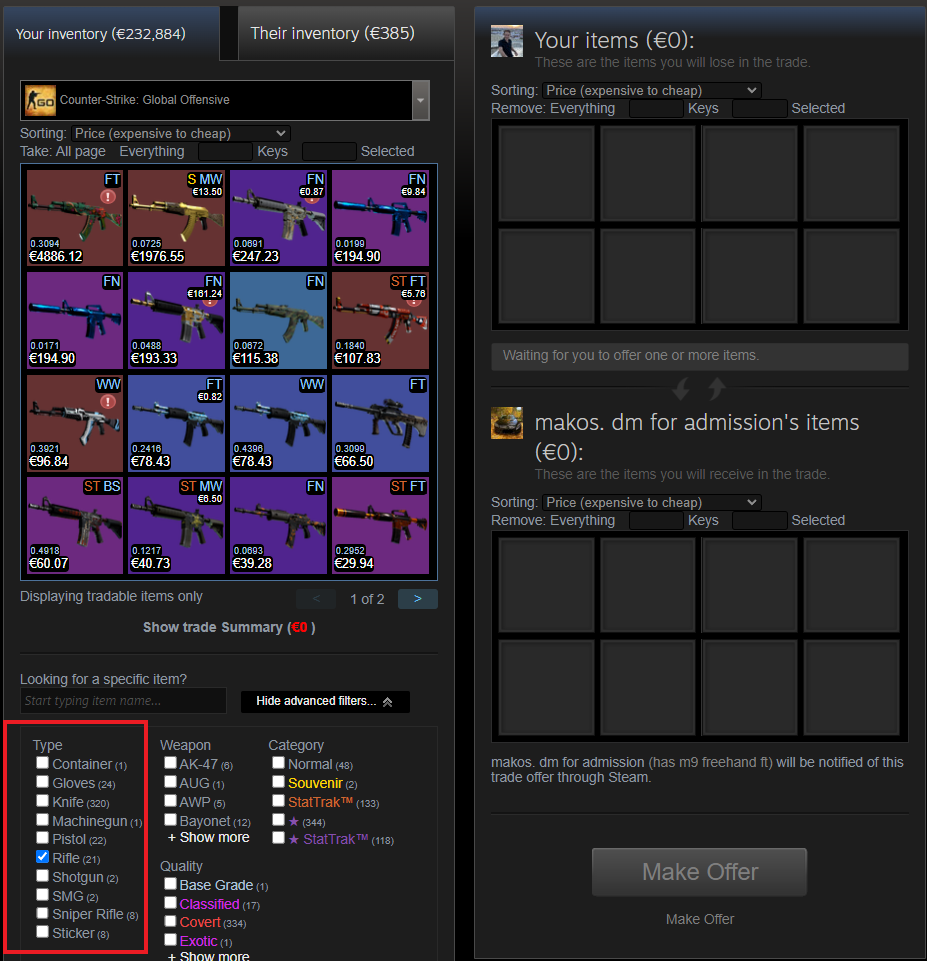 Your inventory (€232,884)
Their inventory (€385)
GO
Counter-Strike: Global Offensive
Sorting: Price (expensive to cheap)
Take: All page Everything Keys Selected
FT
0.3094
€4886.12
S MW
€13.50
0.0725
€1976.55
FN
€0.87
0.0691
€247.23
FN
€9.84
0.0199
€194.90
FN
0.0171
€194.90
FN
€161.24
0.0488
€193.33
FN
0.0672
€115.38
ST FT
€5.76
0.1840
€107.83
WW
0.3921
€96.84
FT
€0.82
0.2416
€78.43
WW
0.4396
€78.43
FT
0.3099
€66.50
ST BS
0.4918
€60.07
ST MW
€6.50
0.1217
€40.73
FN
0.0693
€39.28
ST FT
0.2952
€29.94
Displaying tradable items only
< 1 of 2 >
Show trade Summary (€0 )
Looking for a specific item?
Start typing item name...
Hide advanced filters...
Type
Container (1)
Gloves (24)
Knife (320)
Machinegun (1)
Pistol (22)
Rifle (21)
Shotgun (2)
SMG (2)
Sniper Rifle (8)
Sticker (8)
Weapon
AK-47 (6)
AUG (1)
AWP (5)
Bayonet (12)
+ Show more
Category
Normal (48)
Souvenir (2)
StatTrak™ (133)
★ (344)
★ StatTrak™ (118)
Quality
Base Grade (1)
Classified (17)
Covert (334)
Exotic (1)
+ Show more
Your items (€0):
These are the items you will lose in the trade.
Sorting: Price (expensive to cheap)
Remove: Everything Keys Selected
Waiting for you to offer one or more items.
makos. dm for admission's items
(€0):
These are the items you will receive in the trade.
Sorting: Price (expensive to cheap)
Remove: Everything Keys Selected
makos. dm for admission (has m9 freehand ft) will be notified of this
trade offer through Steam.
Make Offer
Make Offer